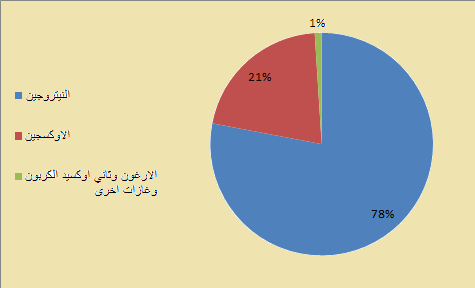 1%
21%
78%
النيتروجين
الاوكسجين
الارغون وثاني اوكسيد الكربون
وغازات اخرى